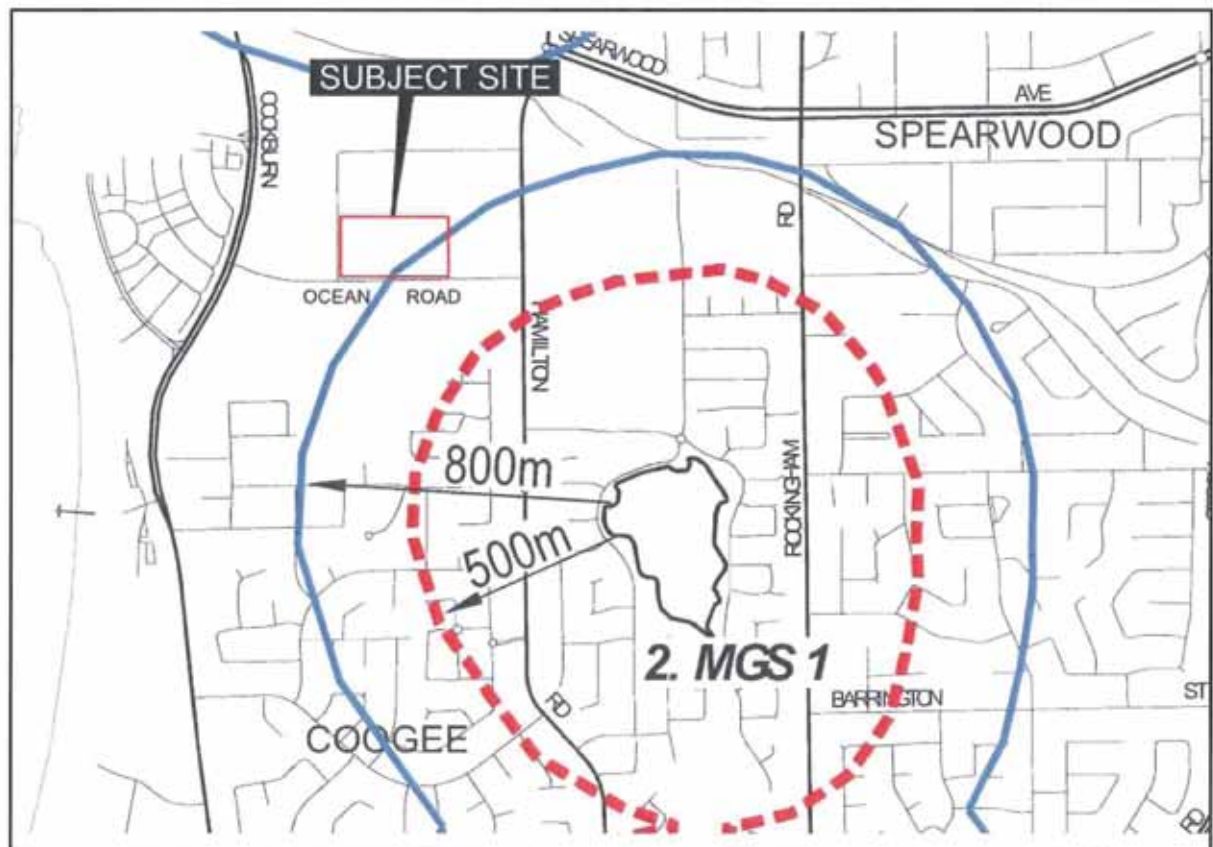 SPEARWOOD
SUBJECT SITE
AVE
SPEARWOOD
COCKBURN
RD
OCEAN ROAD
HAMILTON
800m
ROCKINGHAM
500m
2. MGS 1
BARRINGTON
ST
RD
COOGEE